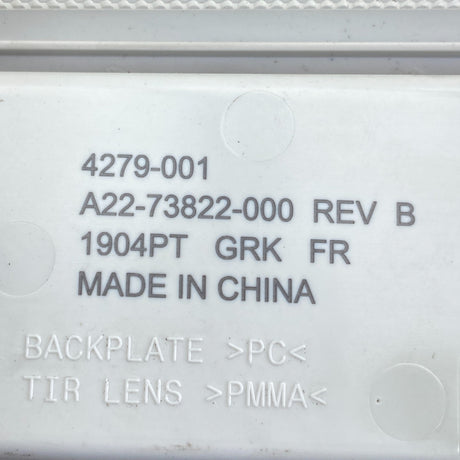 4279-001
A22-73822-000 REV B
1904PT GRK FR
MADE IN CHINA
BACKPLATE >PC<
TIR LENS >PMMA<